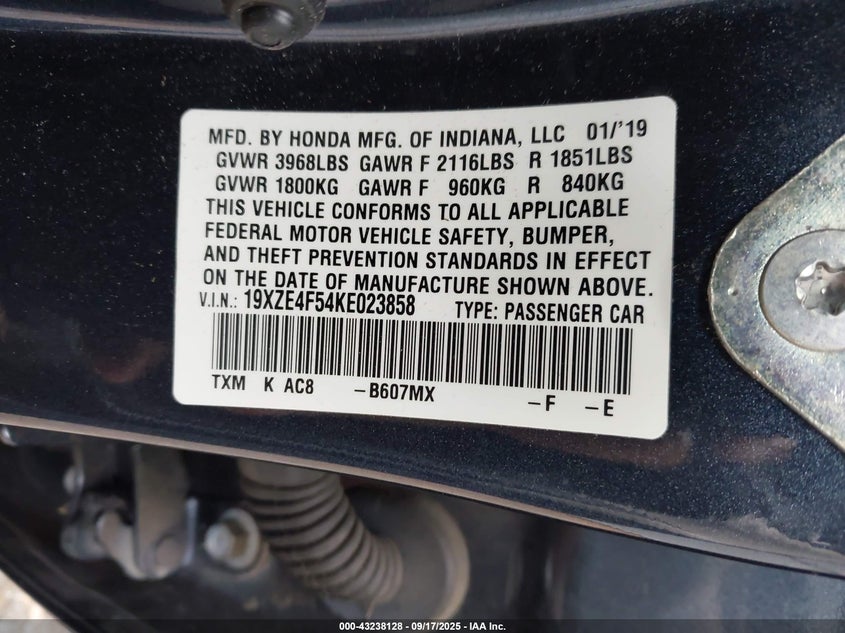 MFD. BY HONDA MFG. OF INDIANA, LLC 01/'19
GVWR 3968LBS GAWR F 2116LBS R 1851LBS
GVWR 1800KG GAWR F 960KG R 840KG
THIS VEHICLE CONFORMS TO ALL APPLICABLE
FEDERAL MOTOR VEHICLE SAFETY, BUMPER,
AND THEFT PREVENTION STANDARDS IN EFFECT
ON THE DATE OF MANUFACTURE SHOWN ABOVE.
V.I.N.: 19XZE4F54KE023858 TYPE: PASSENGER CAR
TXM K AC8 -B607MX -F -E
000-43238128 - 09/17/2025 - IAA Inc.